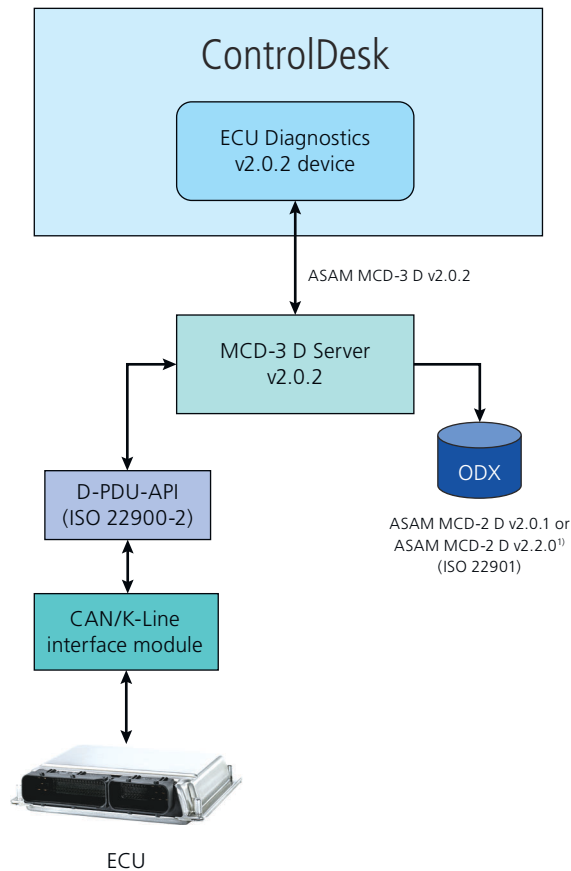 ControlDesk
ECU Diagnostics
v2.0.2 device
ASAM MCD-3 D v2.0.2
MCD-3 D Server
v2.0.2
D-PDU-API
(ISO 22900-2)
ODX
ASAM MCD-2 D v2.0.1 or
ASAM MCD-2 D v2.2.0¹⁾
(ISO 22901)
CAN/K-Line
interface module
ECU